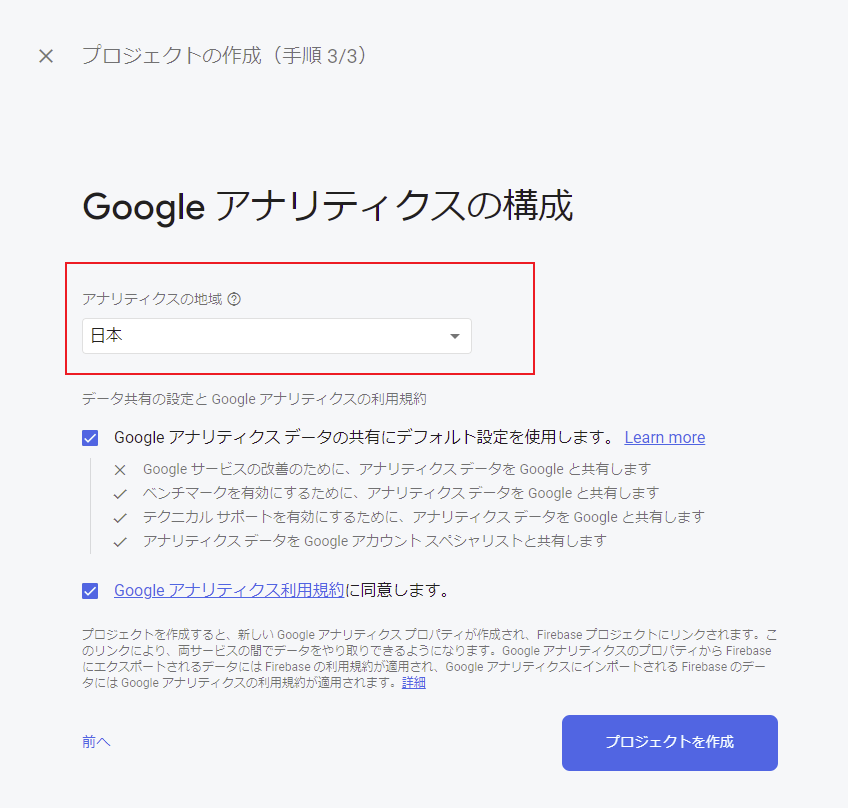 プロジェクトの作成（手順 3/3）
Google アナリティクスの構成
アナリティクスの地域
日本
データ共有の設定と Google アナリティクスの利用規約
Google アナリティクス データの共有にデフォルト設定を使用します。 Learn more
Google サービスの改善のために、アナリティクス データを Google と共有します
ベンチマークを有効にするために、アナリティクス データを Google と共有します
テクニカル サポートを有効にするために、アナリティクス データを Google と共有します
アナリティクス データを Google アカウント スペシャリストと共有します
Google アナリティクス利用規約に同意します。
プロジェクトを作成すると、新しい Google アナリティクス プロパティが作成され、Firebase プロジェクトにリンクされます。こ
のリンクにより、両サービスの間でデータをやり取りできるようになります。Google アナリティクスのプロパティから Firebase
にエクスポートされるデータには Firebase の利用規約が適用され、Google アナリティクスにインポートされる Firebase のデー
タには Google アナリティクスの利用規約が適用されます。詳細
前へ
プロジェクトを作成